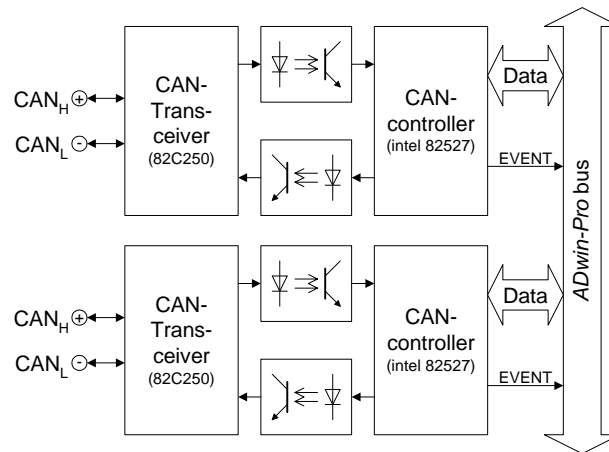 CANH +
CANL -
CAN-
Trans-
ceiver
(82C250)
CAN-
controller
(intel 82527)
Data
EVENT
CANH +
CANL -
CAN-
Trans-
ceiver
(82C250)
CAN-
controller
(intel 82527)
Data
EVENT
ADwin-Pro bus